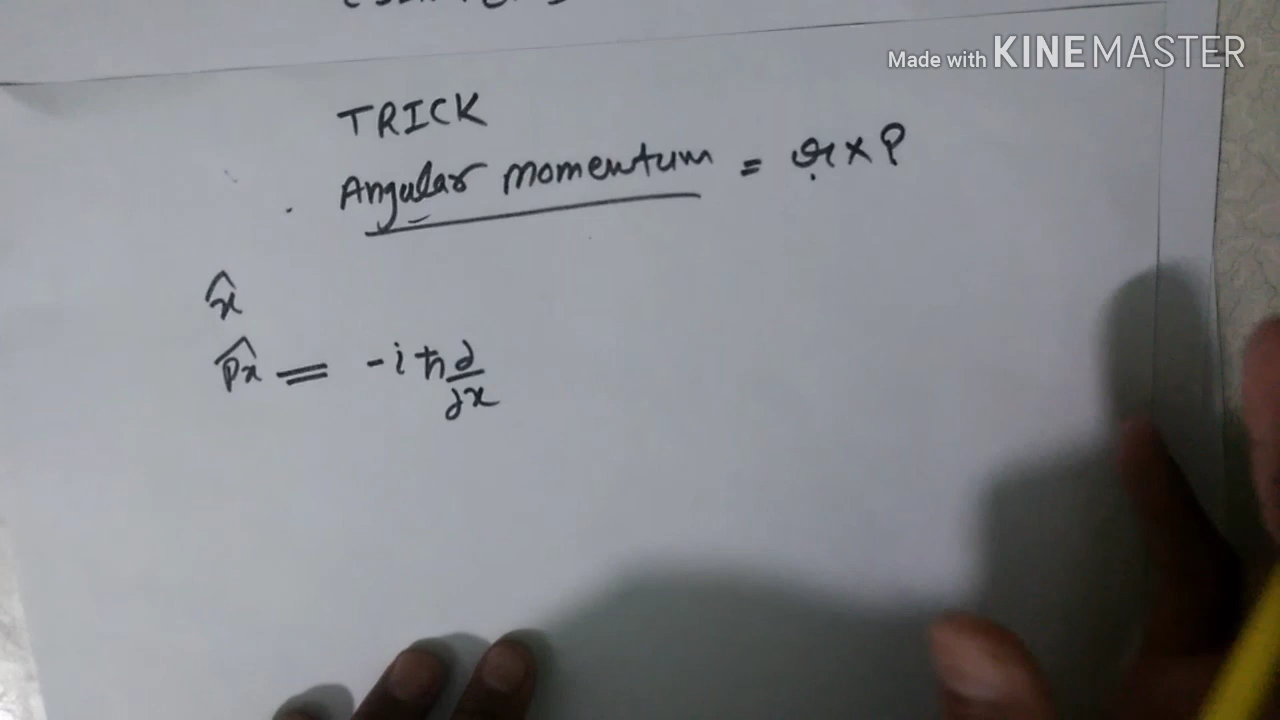 Made with KINEMASTER
TRICK
Angular momentum = r × P
x̂
p̂x = -iħ ∂/∂x